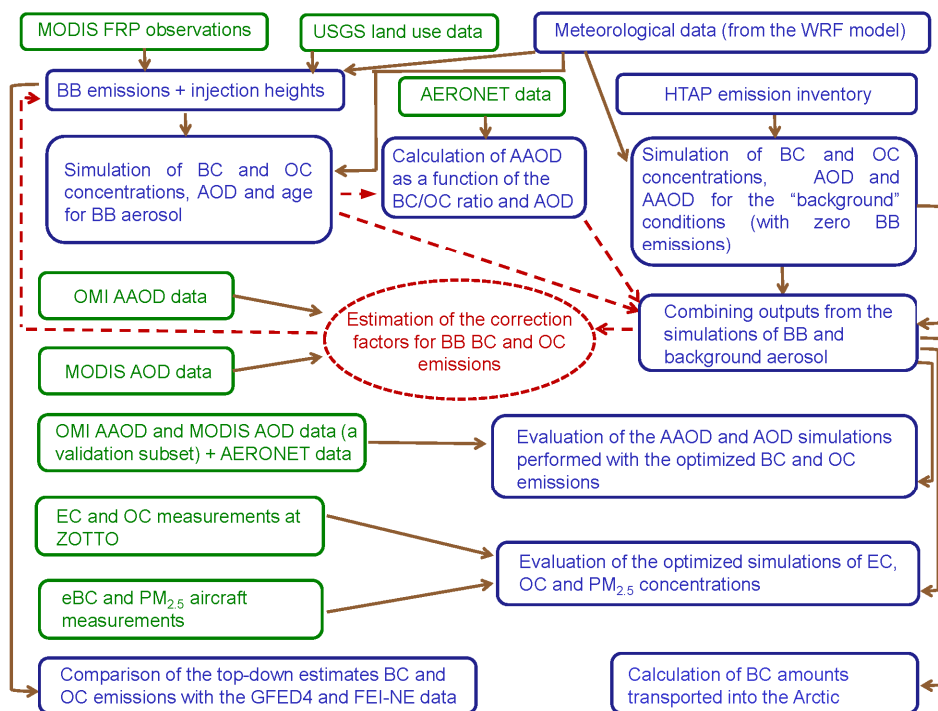 MODIS FRP observations
USGS land use data
Meteorological data (from the WRF model)
BB emissions + injection heights
AERONET data
HTAP emission inventory
Simulation of BC and OC
concentrations, AOD and age
for BB aerosol
Calculation of AAOD
as a function of the
BC/OC ratio and AOD
Simulation of BC and OC
concentrations, AOD and
AAOD for the “background”
conditions (with zero BB
emissions)
OMI AAOD data
MODIS AOD data
Estimation of the correction
factors for BB BC and OC
emissions
Combining outputs from the
simulations of BB and
background aerosol
OMI AAOD and MODIS AOD data (a
validation subset) + AERONET data
Evaluation of the AAOD and AOD simulations
performed with the optimized BC and OC
emissions
EC and OC measurements at
ZOTTO
eBC and PM2.5 aircraft
measurements
Evaluation of the optimized simulations of EC,
OC and PM2.5 concentrations
Comparison of the top-down estimates BC and
OC emissions with the GFED4 and FEI-NE data
Calculation of BC amounts
transported into the Arctic